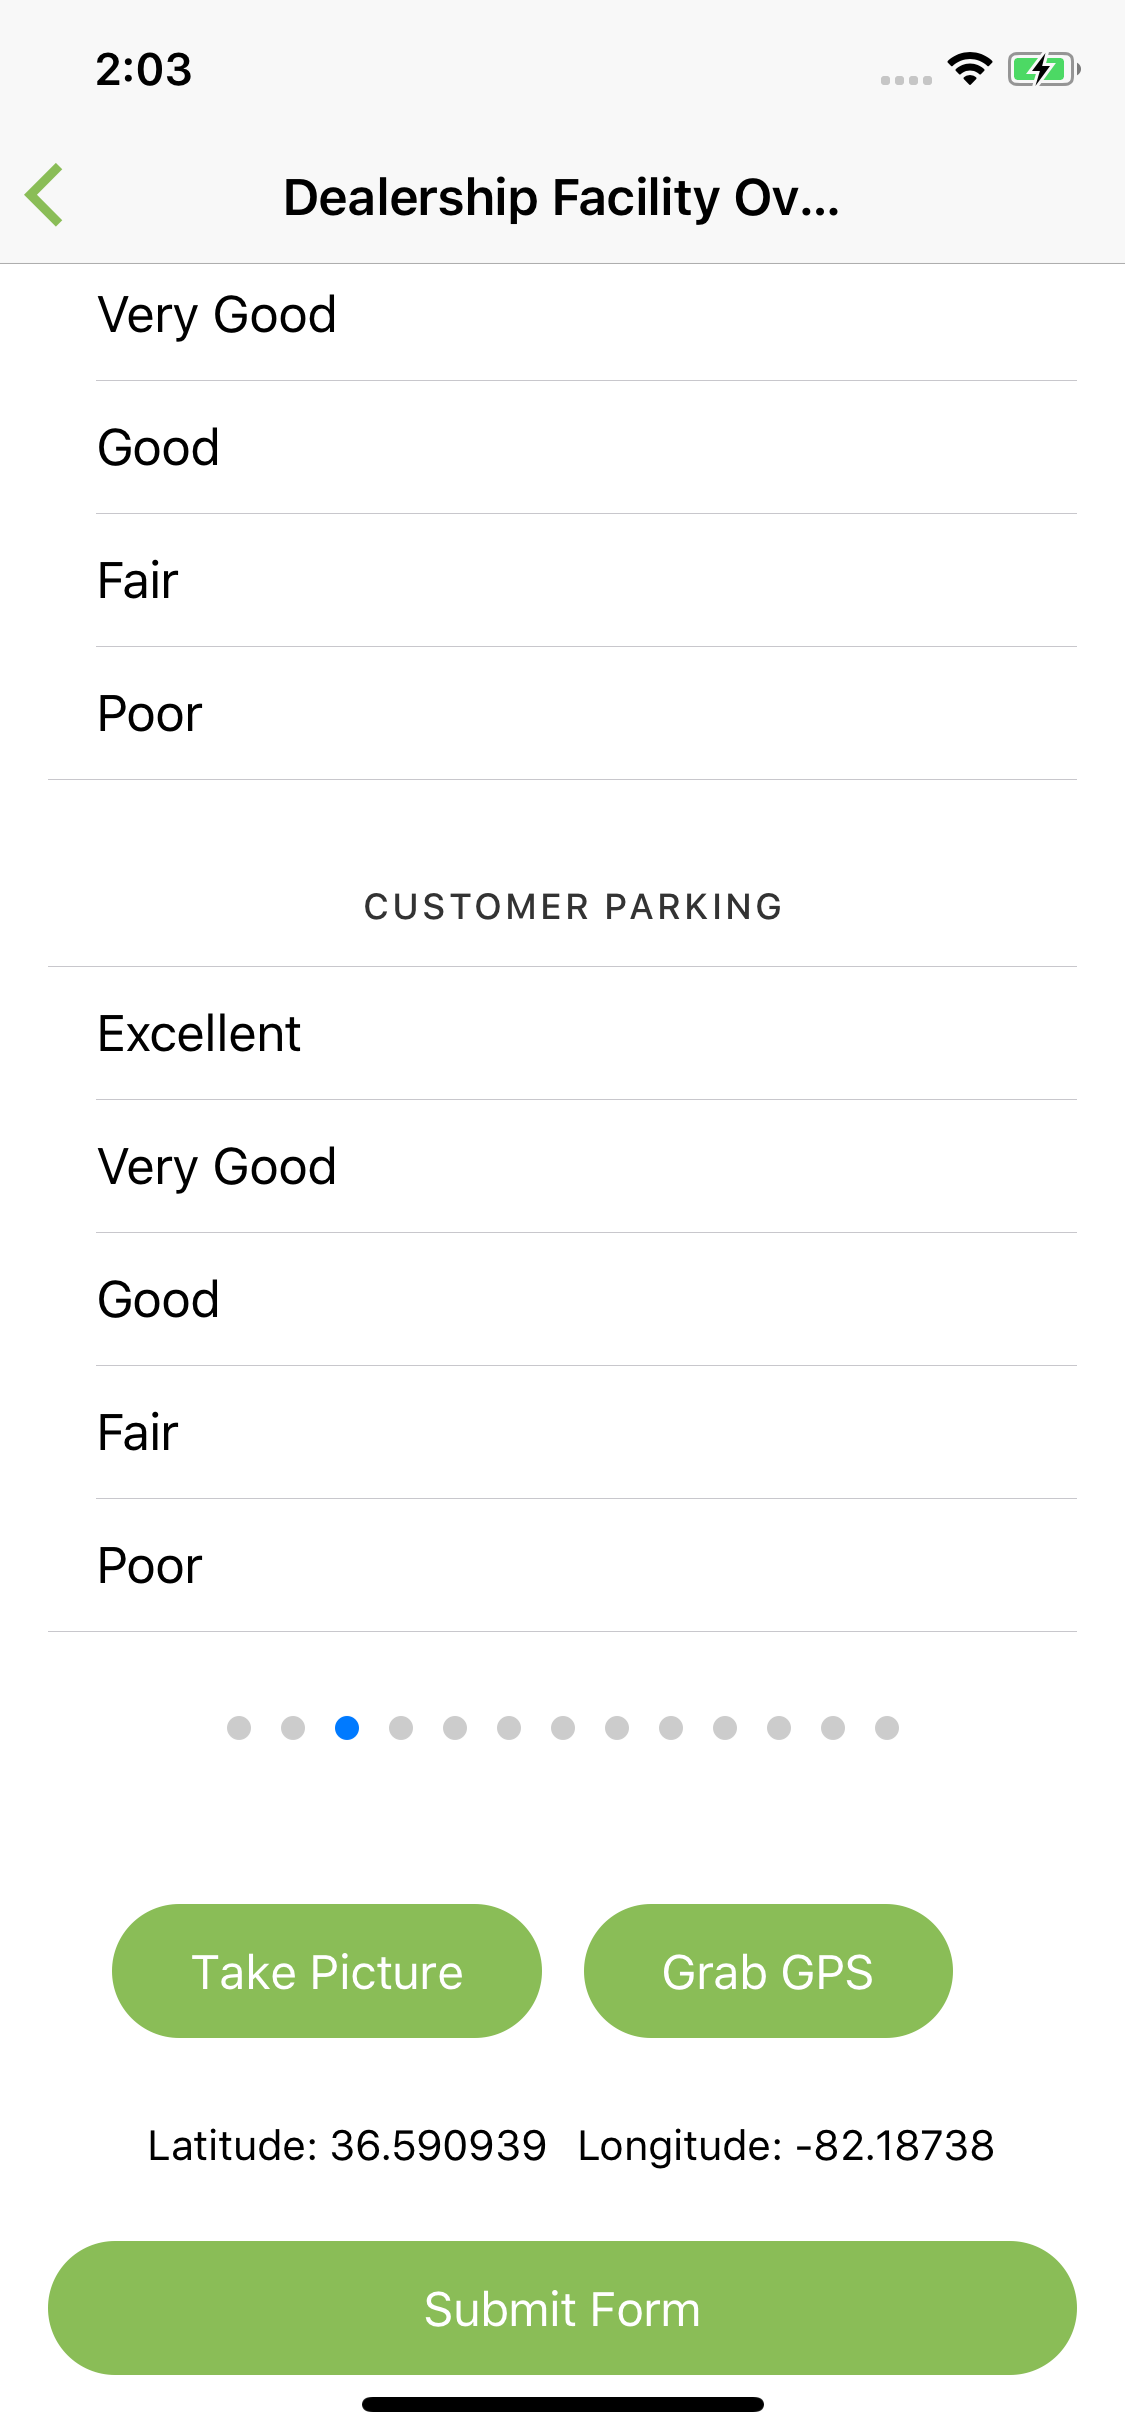 2:03
Dealership Facility Ov...
Very Good
Good
Fair
Poor
CUSTOMER PARKING
Excellent
Very Good
Good
Fair
Poor
Take Picture Grab GPS
Latitude: 36.590939 Longitude: -82.18738
Submit Form